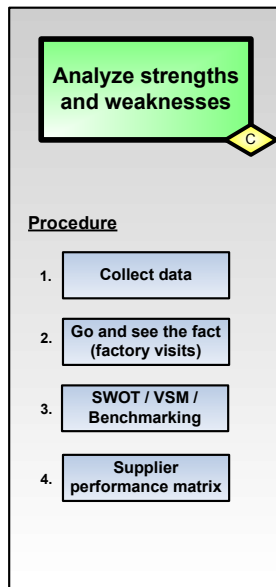 Analyze strengths
and weaknesses
C
Procedure
1. Collect data
2. Go and see the fact
(factory visits)
3. SWOT / VSM /
Benchmarking
4. Supplier
performance matrix